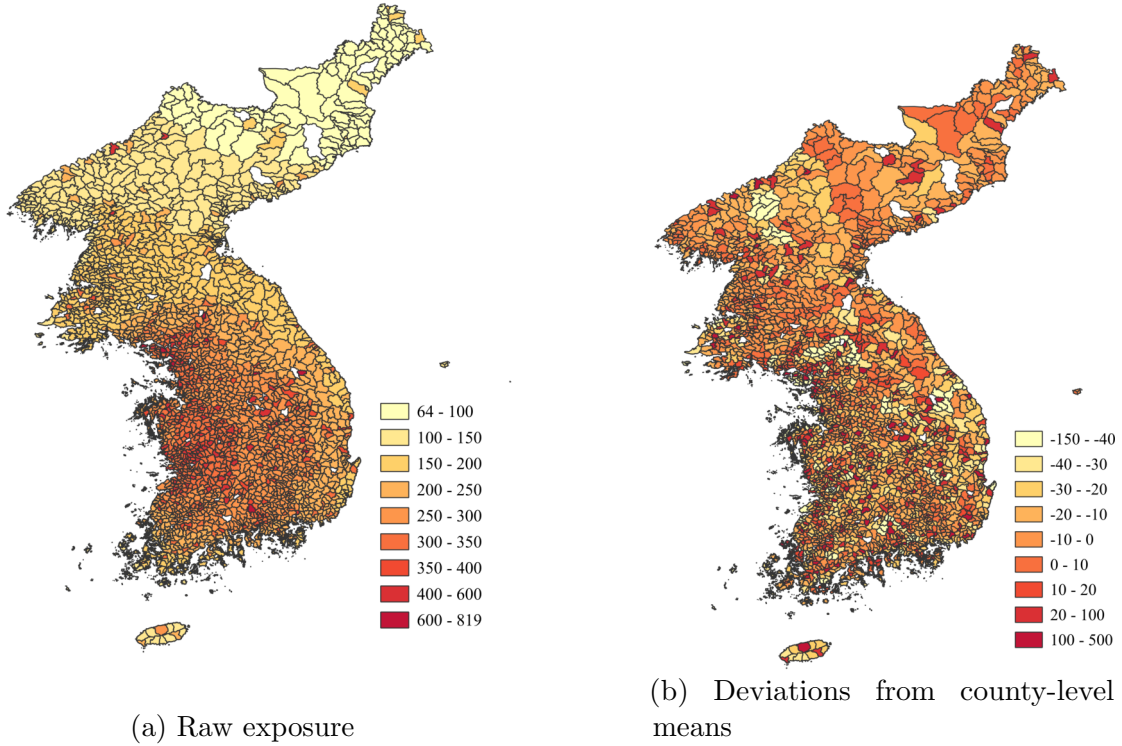 64 - 100
100 - 150
150 - 200
200 - 250
250 - 300
300 - 350
350 - 400
400 - 600
600 - 819
(a) Raw exposure
-150 - -40
-40 - -30
-30 - -20
-20 - -10
-10 - 0
0 - 10
10 - 20
20 - 100
100 - 500
(b) Deviations from county-level
means